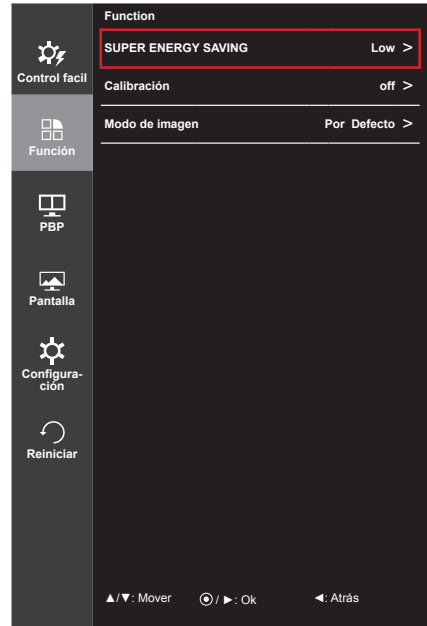 Function
Control facil
SUPER ENERGY SAVING Low >
Calibración off >
Modo de imagen Por Defecto >
Función
PBP
Pantalla
Configura-
ción
Reiniciar
▲/▼: Mover ⦿/ ►: Ok ◄: Atrás